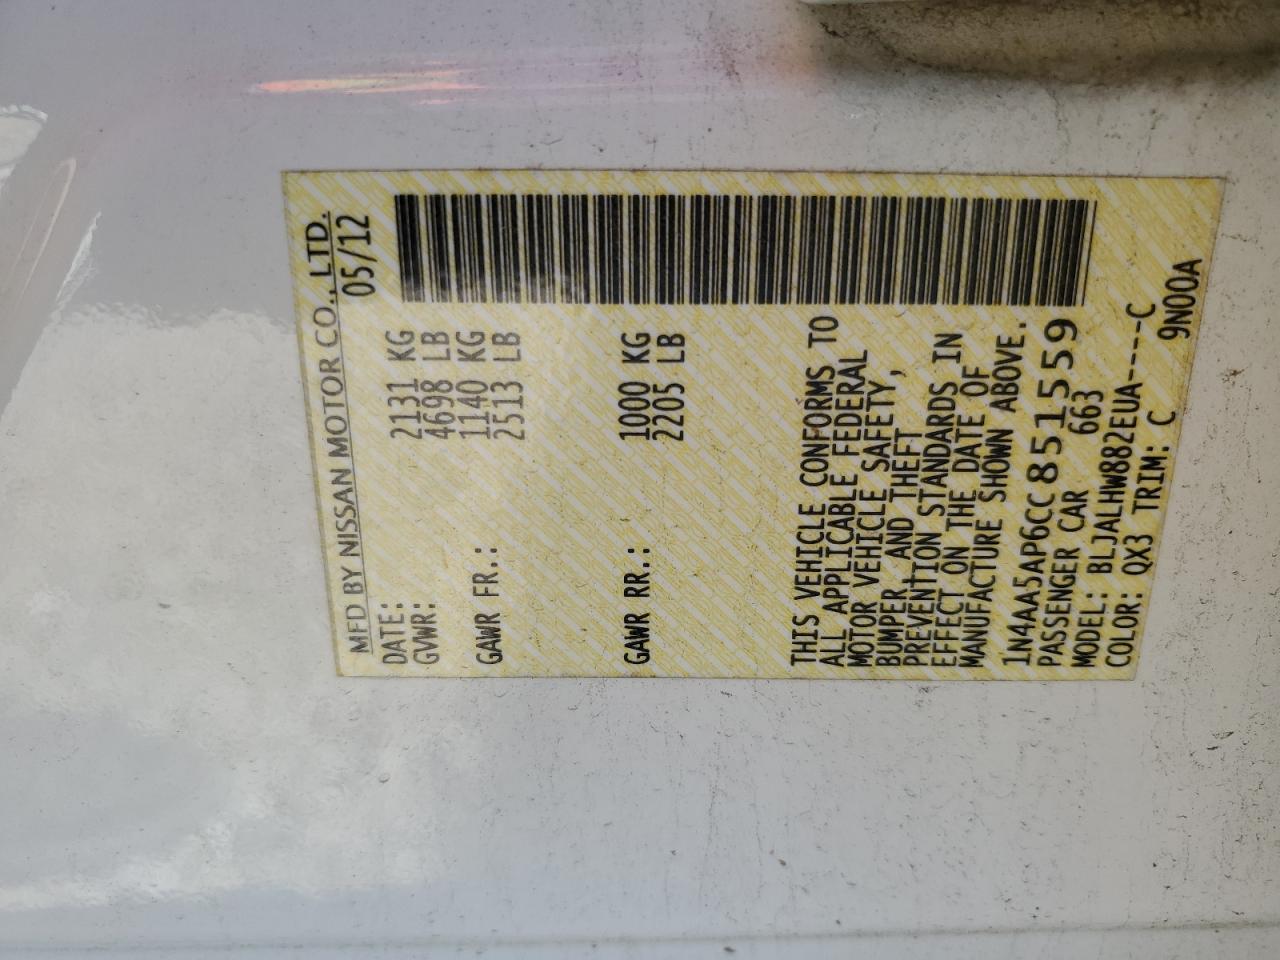 MFD BY NISSAN MOTOR CO., LTD.
DATE: 05/12
GVWR: 2131 KG
4698 LB
GAWR FR.: 1140 KG
2513 LB
GAWR RR.: 1000 KG
2205 LB
THIS VEHICLE CONFORMS TO
ALL APPLICABLE FEDERAL
MOTOR VEHICLE SAFETY,
BUMPER AND THEFT
PREVENTION STANDARDS IN
EFFECT ON THE DATE OF
MANUFACTURE SHOWN ABOVE.
1N4AA5AP6CC851559
PASSENGER CAR 663
MODEL: BLJALHW882EUA----C
COLOR: QX3 TRIM: C 9N00A